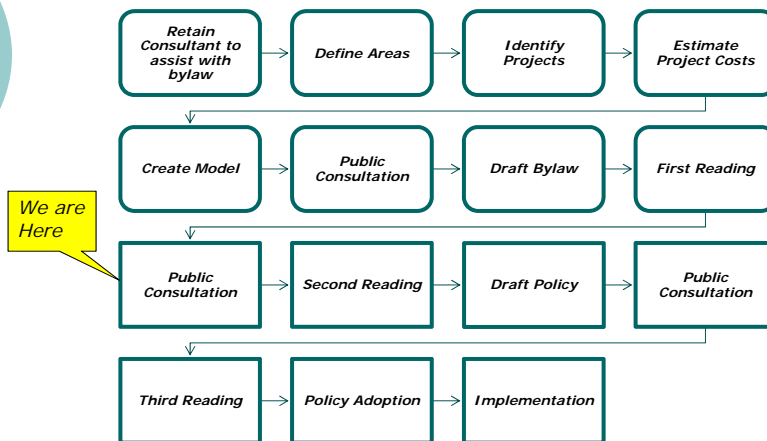 Retain
Consultant to
assist with
bylaw
Define Areas
Identify
Projects
Estimate
Project Costs
Create Model
Public
Consultation
Draft Bylaw
First Reading
We are
Here
Public
Consultation
Second Reading
Draft Policy
Public
Consultation
Third Reading
Policy Adoption
Implementation